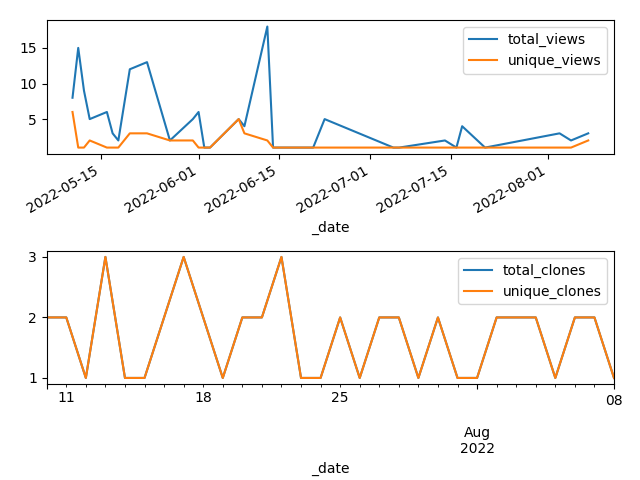 15
10
5
total_views
unique_views
2022-05-15
2022-06-01
2022-06-15
2022-07-01
2022-07-15
2022-08-01
_date
3
2
1
total_clones
unique_clones
11
18
25
08
Aug
2022
_date